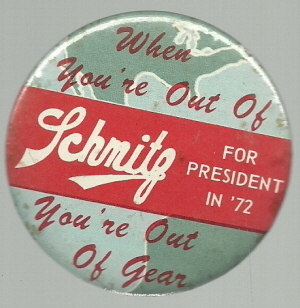 When
You're Out Of
Schmitz
FOR
PRESIDENT
IN '72
You're Out
Of Gear